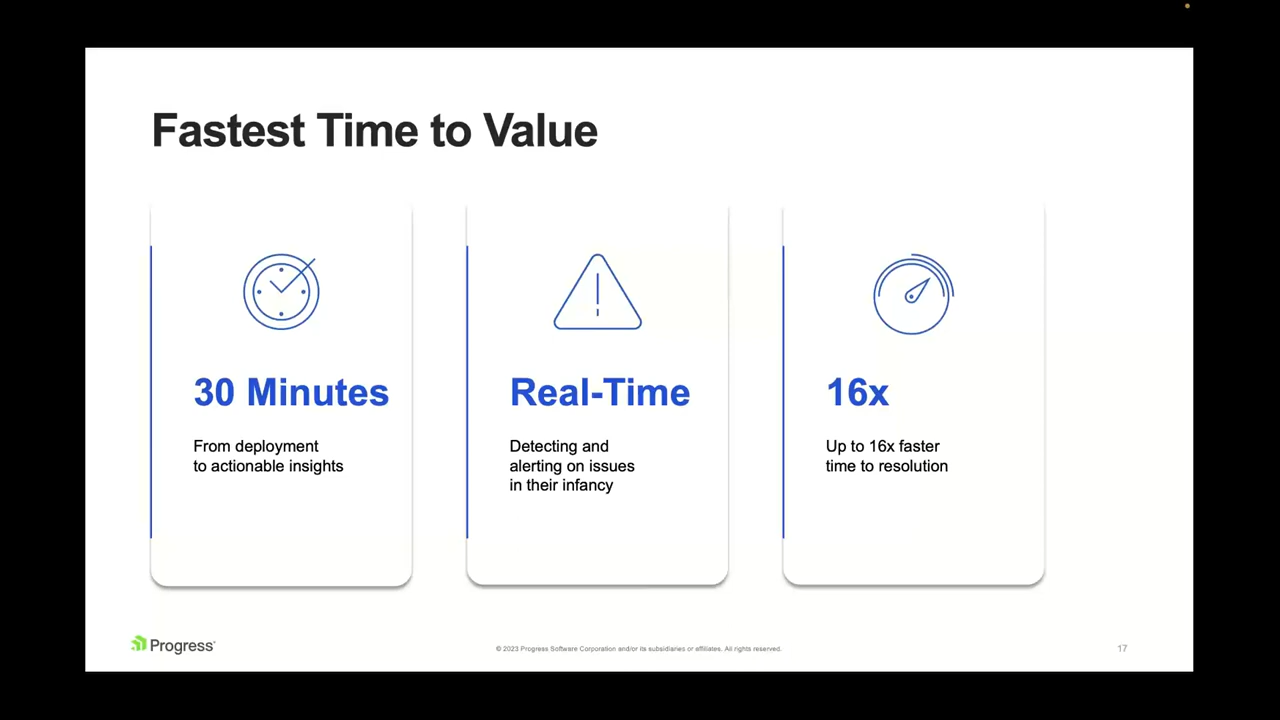 Fastest Time to Value
30 Minutes
From deployment
to actionable insights
Real-Time
Detecting and
alerting on issues
in their infancy
16x
Up to 16x faster
time to resolution
Progress®
© 2023 Progress Software Corporation and/or its subsidiaries or affiliates. All rights reserved.
17